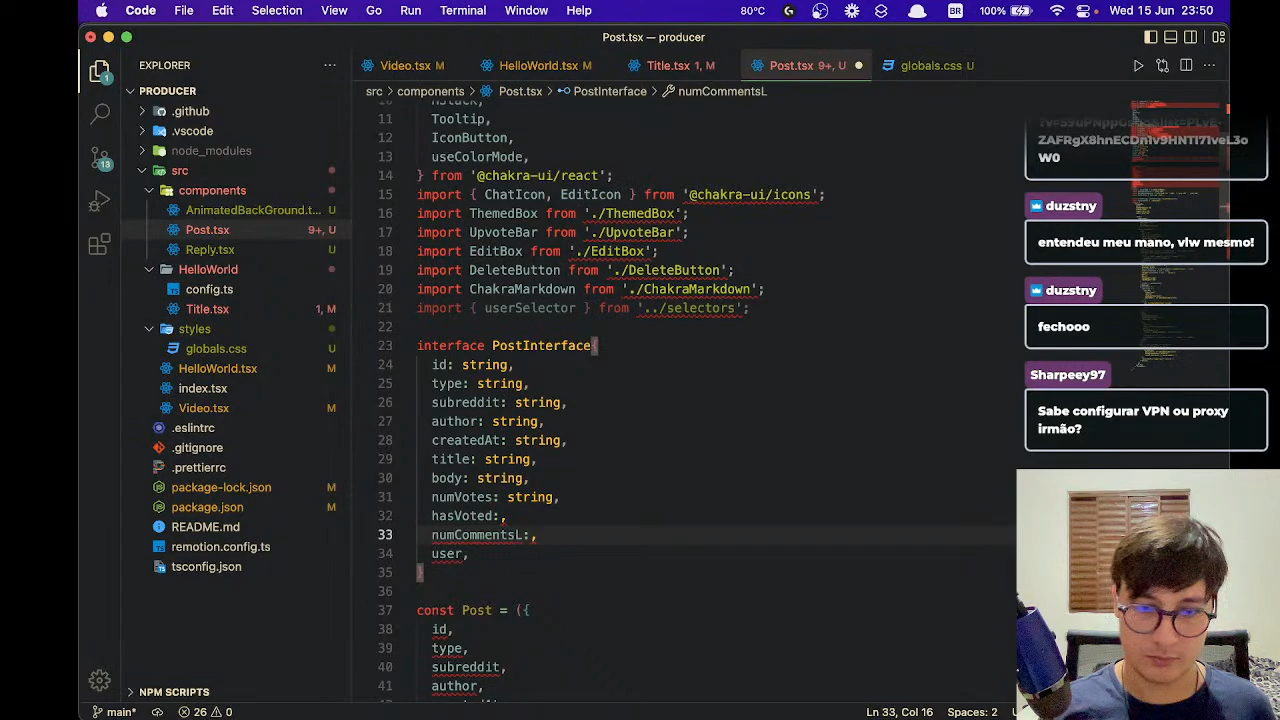 Code File Edit Selection View Go Run Terminal Window Help 80°C BR 100% Wed 15 Jun 23:50
Post.tsx — producer
EXPLORER
Video.tsx M
HelloWorld.tsx M
Title.tsx 1, M
Post.tsx 9+, U
globals.css U
src components Post.tsx PostInterface numCommentsL
PRODUCER
.github
.vscode
node_modules
src
components
AnimatedBackGround.t... U
Post.tsx 9+, U
Reply.tsx U
HelloWorld
config.ts
Title.tsx 1, M
styles
globals.css U
HelloWorld.tsx M
index.tsx
Video.tsx M
.eslintrc
.gitignore
.prettierrc
package-lock.json M
package.json M
README.md
remotion.config.ts
tsconfig.json
NPM SCRIPTS
1
13
11 Tooltip,
12 IconButton,
13 useColorMode,
14 } from '@chakra-ui/react';
15 import { ChatIcon, EditIcon } from '@chakra-ui/icons';
16 import ThemedBox from './ThemedBox';
17 import UpvoteBar from './UpvoteBar';
18 import EditBox from './EditBox';
19 import DeleteButton from './DeleteButton';
20 import ChakraMarkdown from './ChakraMarkdown';
21 import { userSelector } from '../selectors';
22
23 interface PostInterface{
24 id: string,
25 type: string,
26 subreddit: string,
27 author: string,
28 createdAt: string,
29 title: string,
30 body: string,
31 numVotes: string,
32 hasVoted:,
33 numCommentsL:,
34 user,
35 }
36
37 const Post = ({
38 id,
39 type,
40 subreddit,
41 author,
W0
duzstny
entendeu meu mano, vlw mesmo!
duzstny
fechooo
Sharpeey97
Sabe configurar VPN ou proxy
irmão?
main* 26 0 Ln 33, Col 16 Spaces: 2